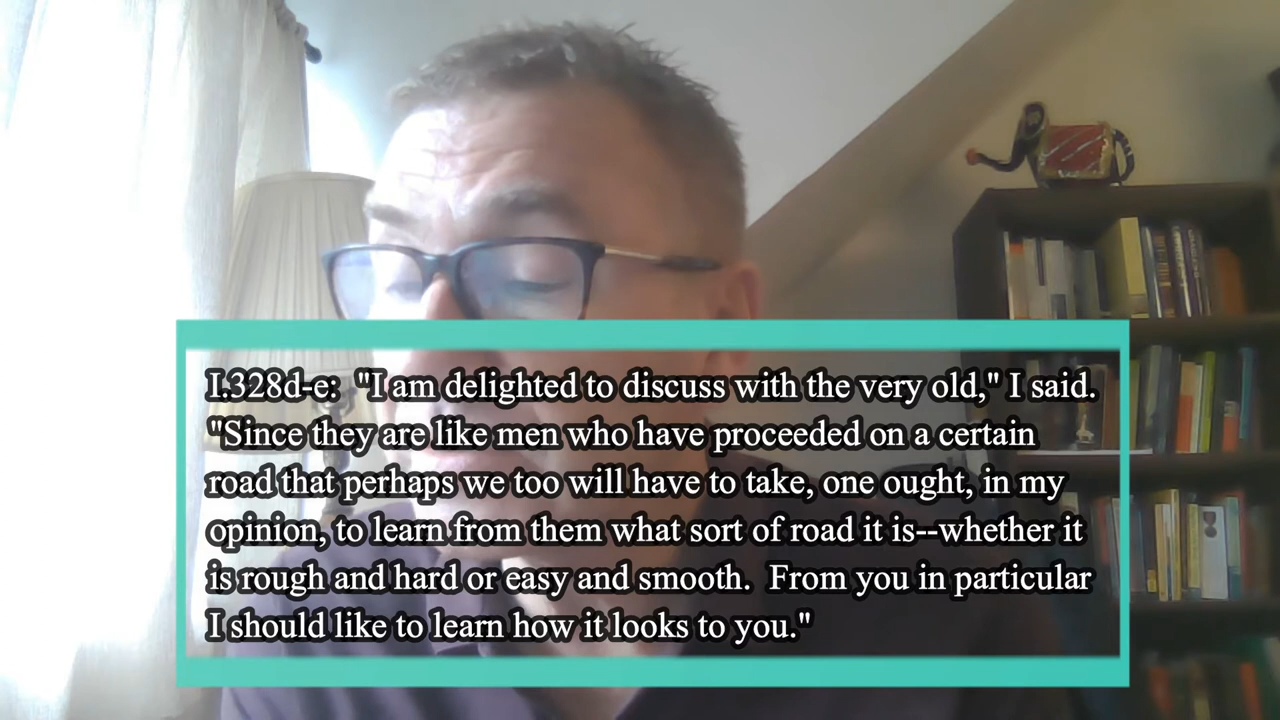 I.328d-e:  "I am delighted to discuss with the very old," I said.
"Since they are like men who have proceeded on a certain
road that perhaps we too will have to take, one ought, in my
opinion, to learn from them what sort of road it is--whether it
is rough and hard or easy and smooth.  From you in particular
I should like to learn how it looks to you."